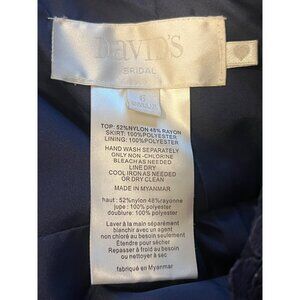 DAVID'S
BRIDAL
6
TOP: 52%NYLON 48%RAYON
SKIRT: 100%POLYESTER
LINING: 100%POLYESTER
HAND WASH SEPARATELY
ONLY NON-CHLORINE
BLEACH AS NEEDED
LINE DRY
COOL IRON AS NEEDED
OR DRY CLEAN
MADE IN MYANMAR
haut : 52%nylon 48%rayonne
jupe : 100% polyester
doublure: 100% polyester
Laver à la main séparément
blanchir avec un agent
non chloré au besoin seulement
Étendre pour sécher
Repasser à froid au besoin
ou nettoyer à sec
fabriqué en Myanmar